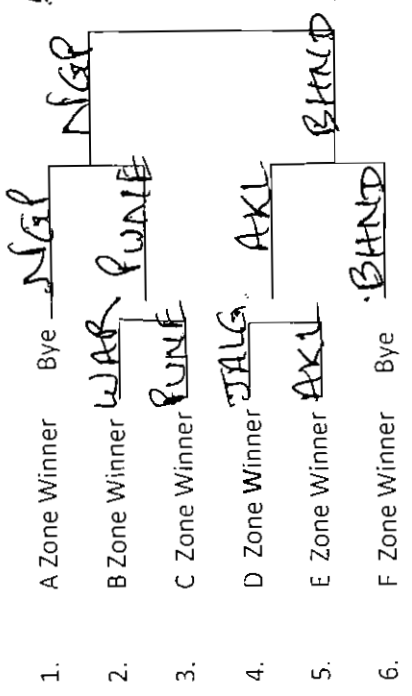 1. A Zone Winner Bye NGP
NGP
2. B Zone Winner WAR
PUNE
3. C Zone Winner PUNE
4. D Zone Winner JALG
AKL
5. E Zone Winner AKL
BHND
6. F Zone Winner Bye BHND